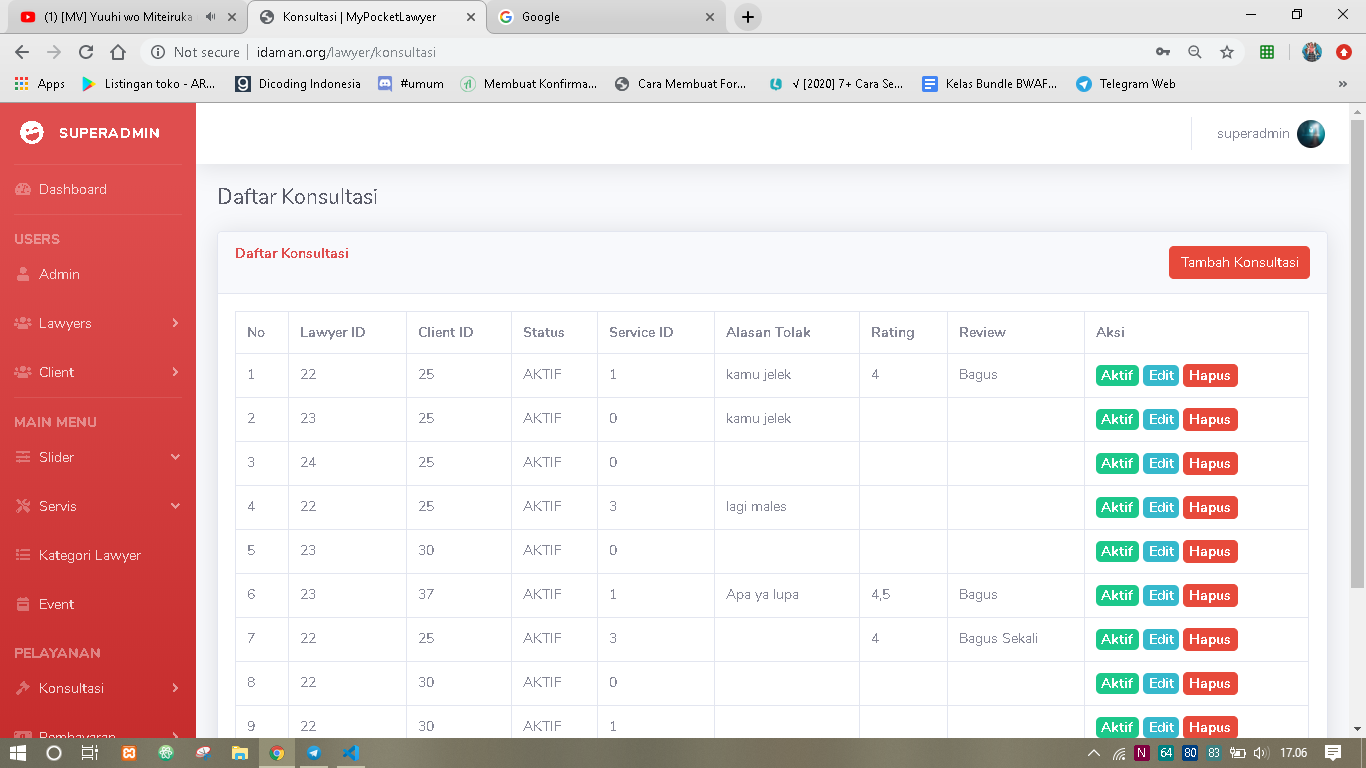 (1) [MV] Yuuhi wo Miteiruka
Konsultasi | MyPocketLawyer
Google
Not secure
idaman.org/lawyer/konsultasi
Apps
Listingan toko - AR...
Dicoding Indonesia
#umum
Membuat Konfirma...
Cara Membuat For...
√ [2020] 7+ Cara Se...
Kelas Bundle BWAF...
Telegram Web
»
SUPERADMIN
superadmin
Dashboard
USERS
Admin
Lawyers
Client
MAIN MENU
Slider
Servis
Kategori Lawyer
Event
PELAYANAN
Konsultasi
Pembayaran
Daftar Konsultasi
Daftar Konsultasi
Tambah Konsultasi
No Lawyer ID Client ID Status Service ID Alasan Tolak Rating Review Aksi
1 22 25 AKTIF 1 kamu jelek 4 Bagus Aktif Edit Hapus
2 23 25 AKTIF 0 kamu jelek Aktif Edit Hapus
3 24 25 AKTIF 0 Aktif Edit Hapus
4 22 25 AKTIF 3 lagi males Aktif Edit Hapus
5 23 30 AKTIF 0 Aktif Edit Hapus
6 23 37 AKTIF 1 Apa ya lupa 4,5 Bagus Aktif Edit Hapus
7 22 25 AKTIF 3 4 Bagus Sekali Aktif Edit Hapus
8 22 30 AKTIF 0 Aktif Edit Hapus
9 22 30 AKTIF 1 Aktif Edit Hapus
N 64 80 83 17.06